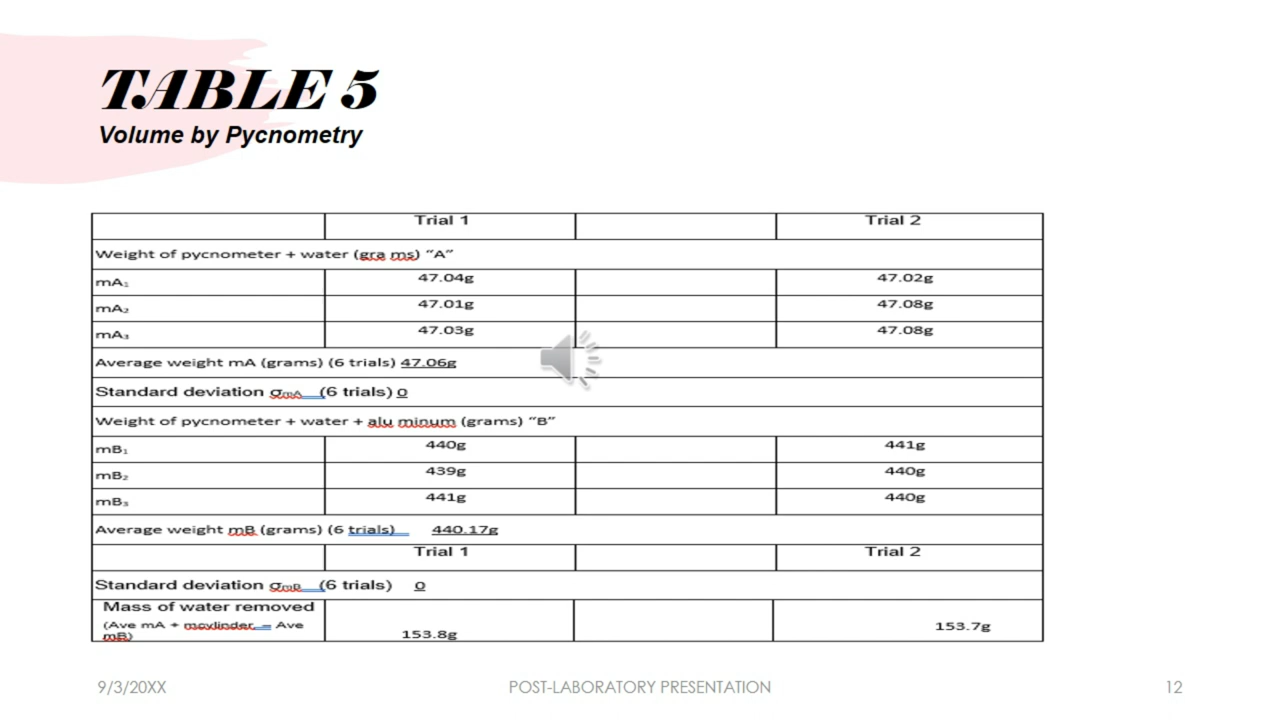 TABLE 5
Volume by Pycnometry
Trial 1 Trial 2
Weight of pycnometer + water (gra ms) “A”
mA₁ 47.04g 47.02g
mA₂ 47.01g 47.08g
mA₃ 47.03g 47.08g
Average weight mA (grams) (6 trials) 47.06g
Standard deviation σmA (6 trials) 0
Weight of pycnometer + water + alu minum (grams) “B”
mB₁ 440g 441g
mB₂ 439g 440g
mB₃ 441g 440g
Average weight mB (grams) (6 trials) 440.17g
Trial 1 Trial 2
Standard deviation σmB (6 trials) 0
Mass of water removed
(Ave mA + mcylinder – Ave
mB) 153.8g 153.7g
9/3/20XX POST-LABORATORY PRESENTATION 12